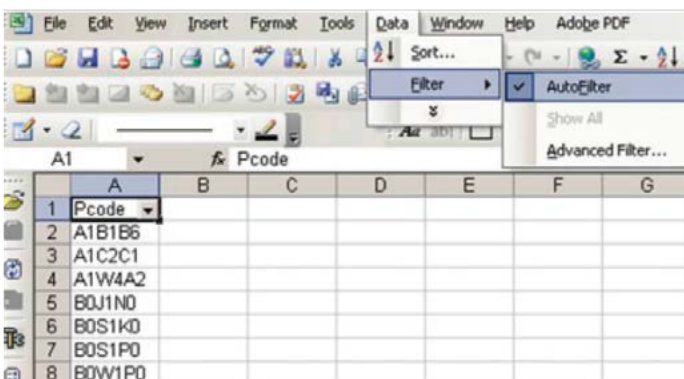 File Edit View Insert Format Tools Data Window Help Adobe PDF
Sort...
Filter
AutoFilter
Show All
Advanced Filter...
A1 fx Pcode
A B C D E F G
1 Pcode
2 A1B1B6
3 A1C2C1
4 A1W4A2
5 B0J1N0
6 B0S1K0
7 B0S1P0
8 B0W1P0